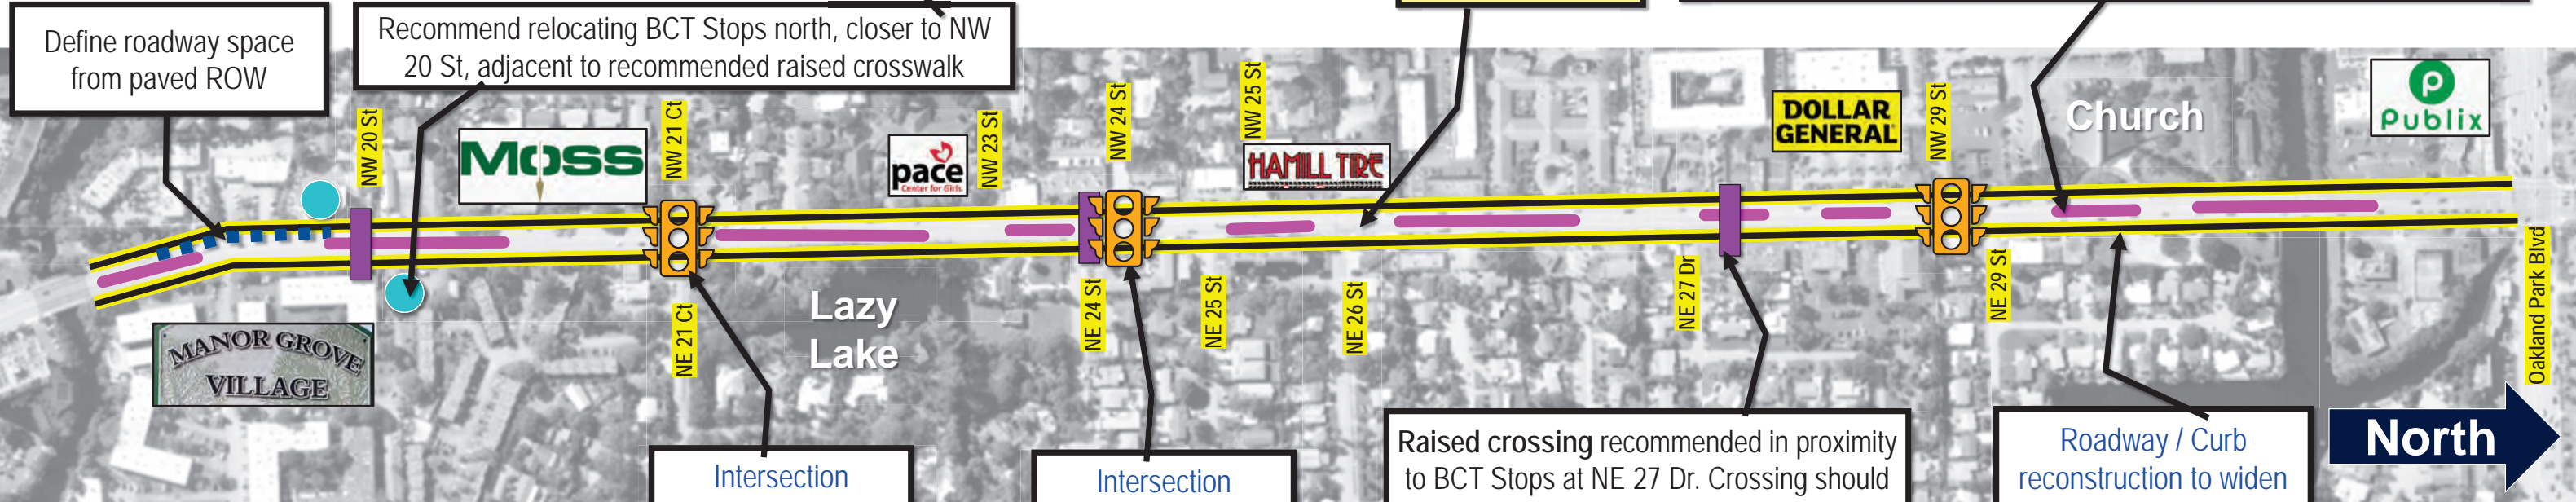 Define roadway space
from paved ROW
Recommend relocating BCT Stops north, closer to NW
20 St, adjacent to recommended raised crosswalk
NW 20 St
MOSS
NW 21 Ct
pace
Center for Girls
NW 23 St
NW 24 St
NW 25 St
HAMILL TIRE
DOLLAR
GENERAL
NW 29 St
Church
P
Publix
MANOR GROVE
VILLAGE
NE 21 Ct
Lazy
Lake
NE 24 St
NE 25 St
NE 26 St
NE 27 Dr
NE 29 St
Oakland Park Blvd
Intersection
Intersection
Raised crossing recommended in proximity
to BCT Stops at NE 27 Dr. Crossing should
Roadway / Curb
reconstruction to widen
North